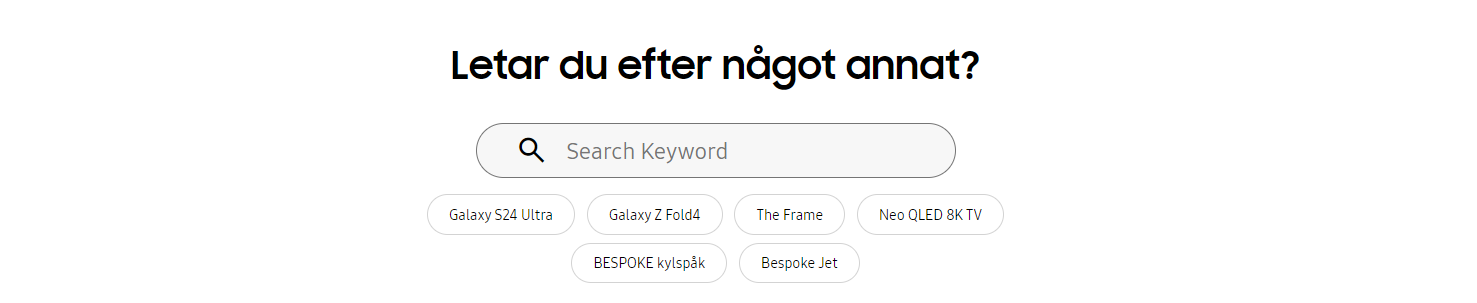 Letar du efter något annat?
Search Keyword
Galaxy S24 Ultra Galaxy Z Fold4 The Frame Neo QLED 8K TV
BESPOKE kylspåk Bespoke Jet